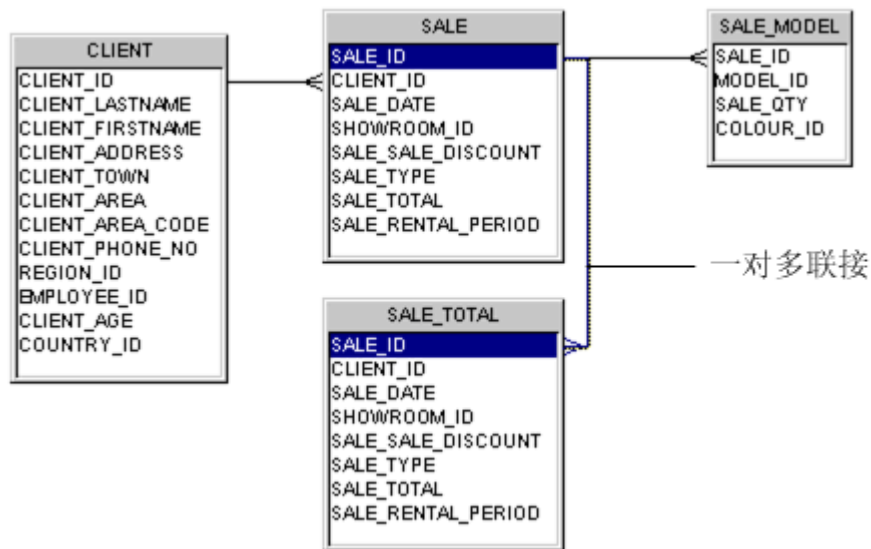 CLIENT
CLIENT_ID
CLIENT_LASTNAME
CLIENT_FIRSTNAME
CLIENT_ADDRESS
CLIENT_TOWN
CLIENT_AREA
CLIENT_AREA_CODE
CLIENT_PHONE_NO
REGION_ID
EMPLOYEE_ID
CLIENT_AGE
COUNTRY_ID
SALE
SALE_ID
CLIENT_ID
SALE_DATE
SHOWROOM_ID
SALE_SALE_DISCOUNT
SALE_TYPE
SALE_TOTAL
SALE_RENTAL_PERIOD
SALE_MODEL
SALE_ID
MODEL_ID
SALE_QTY
COLOUR_ID
一对多联接
SALE_TOTAL
SALE_ID
CLIENT_ID
SALE_DATE
SHOWROOM_ID
SALE_SALE_DISCOUNT
SALE_TYPE
SALE_TOTAL
SALE_RENTAL_PERIOD